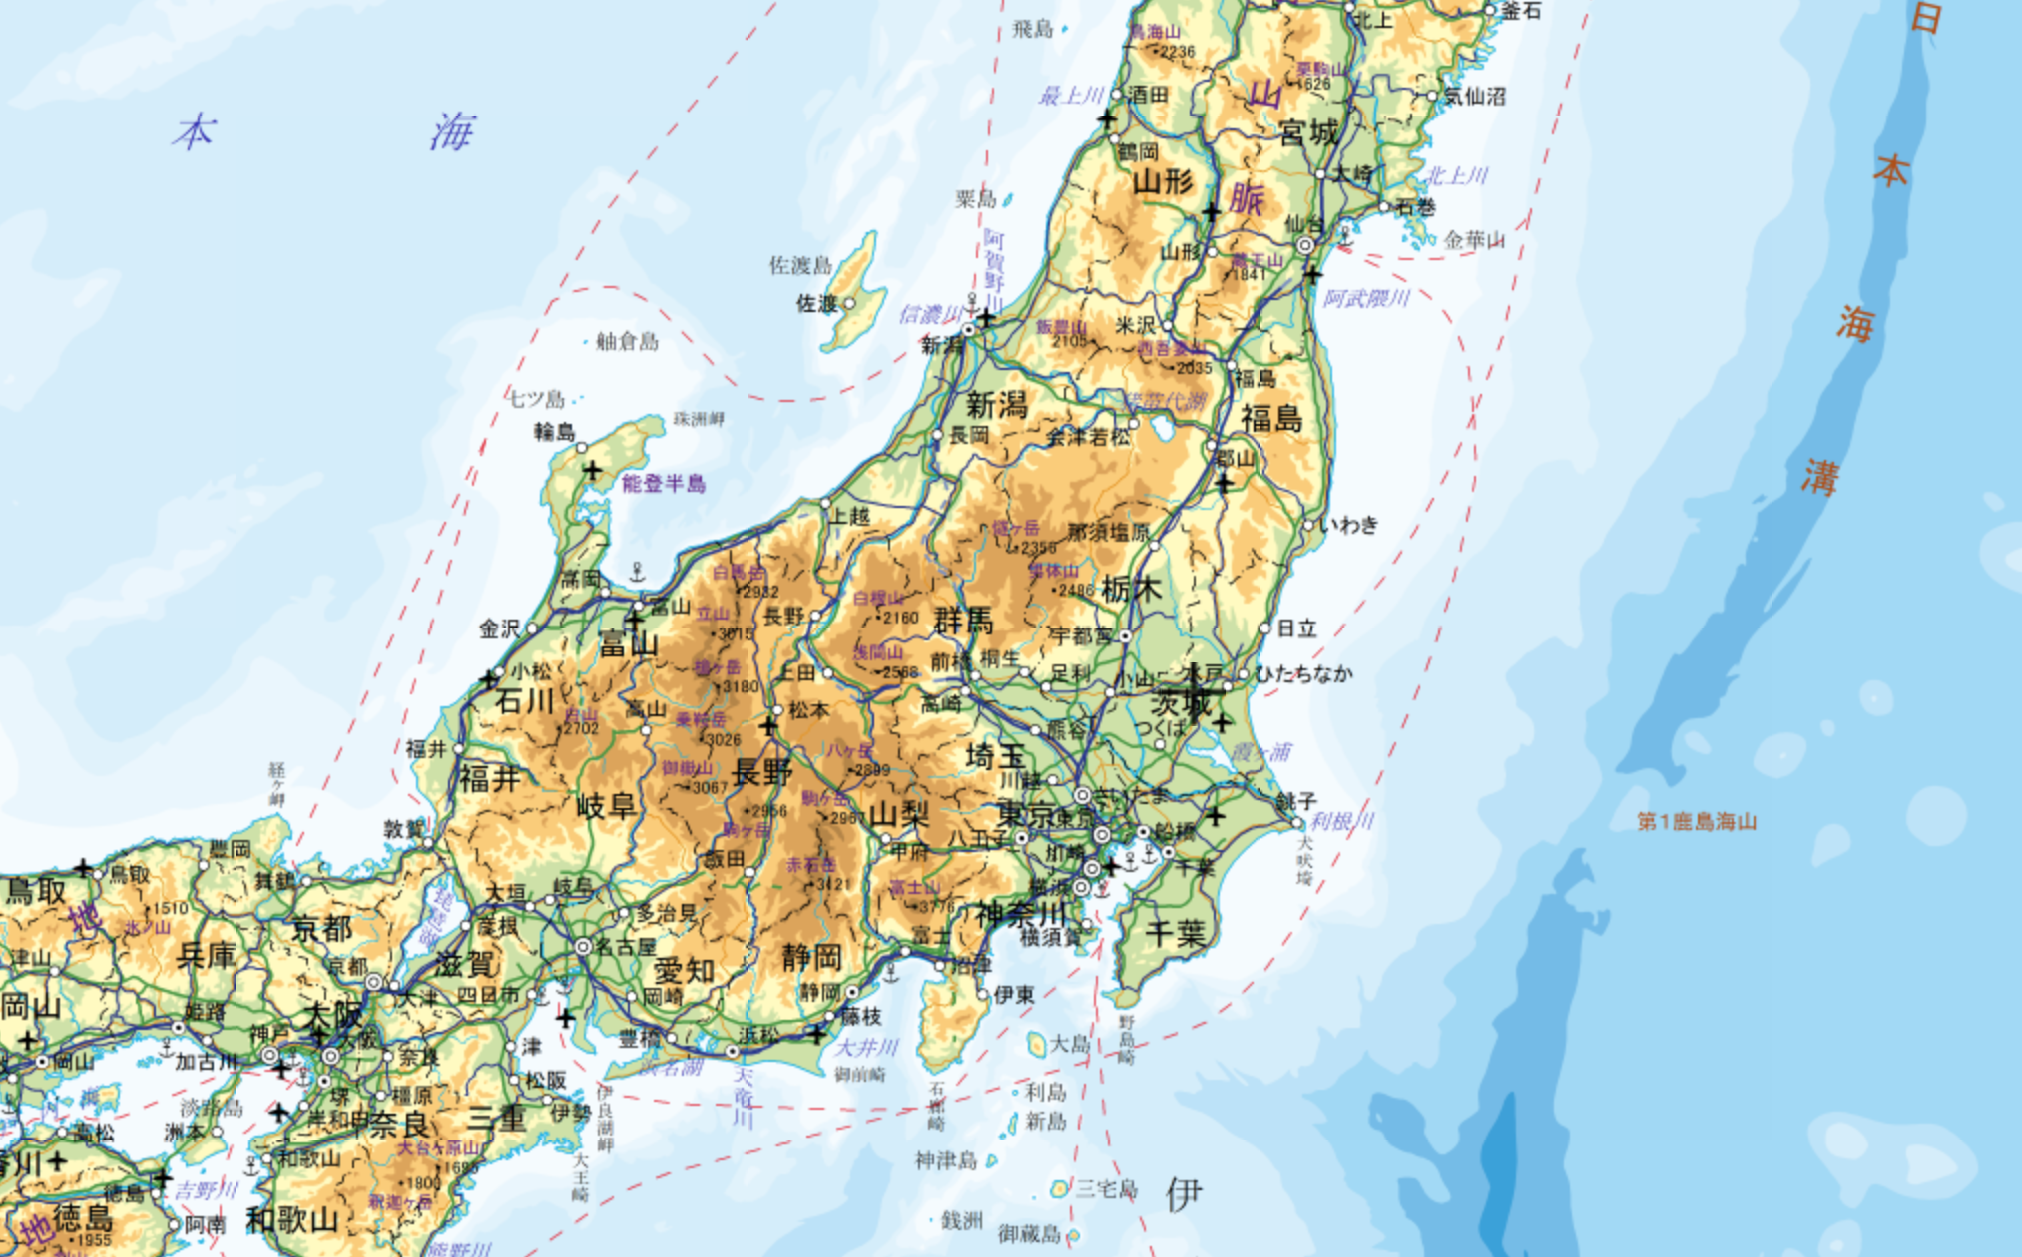 日
本
海
溝
本
海
飛島
鳥海山
2236
北上
釜石
最上川
酒田
栗駒山
1626
山
気仙沼
宮城
鶴岡
山形
脈
大崎
北上川
石巻
粟島
仙台
金華山
山形
蔵王山
1841
阿賀野川
佐渡島
佐渡
信濃川
新潟
阿武隈川
飯豊山
2105
米沢
西吾妻山
2035
福島
舳倉島
七ツ島
珠洲岬
輪島
能登半島
新潟
長岡
猪苗代湖
会津若松
福島
郡山
上越
いわき
燧ヶ岳
2356
那須塩原
高岡
富山
白馬岳
2932
男体山
2486
栃木
金沢
富山
立山
3015
長野
白根山
2160
群馬
宇都宮
日立
小松
石川
槍ヶ岳
3180
上田
浅間山
2568
前橋
桐生
足利
小山
水戸
ひたちなか
高崎
茨城
白山
2702
高山
乗鞍岳
3026
松本
熊谷
つくば
福井
福井
御嶽山
3067
長野
八ヶ岳
2899
埼玉
川越
霞ヶ浦
経ヶ岬
岐阜
2956
駒ヶ岳
駒ヶ岳
2967
山梨
東京
さいたま
東京
銚子
利根川
第1鹿島海山
犬吠埼
敦賀
飯田
甲府
八王子
川崎
船橋
千葉
豊岡
鳥取
鳥取
舞鶴
大垣
岐阜
赤石岳
3121
富士山
3776
横浜
神奈川
横須賀
千葉
地
1510
氷ノ山
京都
琵琶湖
彦根
多治見
名古屋
富士
兵庫
京都
滋賀
愛知
静岡
沼津
津山
大津
四日市
岡崎
静岡
伊東
岡山
姫路
大阪
豊橋
浜松
藤枝
野島崎
岡山
加古川
神戸
大阪
奈良
津
浜名湖
天竜川
大井川
御前崎
大島
淡路島
堺
橿原
松阪
伊勢
伊良湖岬
石廊崎
利島
高松
洲本
岸和田
奈良
三重
新島
香川
和歌山
大台ヶ原山
1695
大王崎
神津島
徳島
吉野川
1800
釈迦ヶ岳
三宅島
伊
地
徳島
1955
阿南
和歌山
熊野川
銭洲
御蔵島